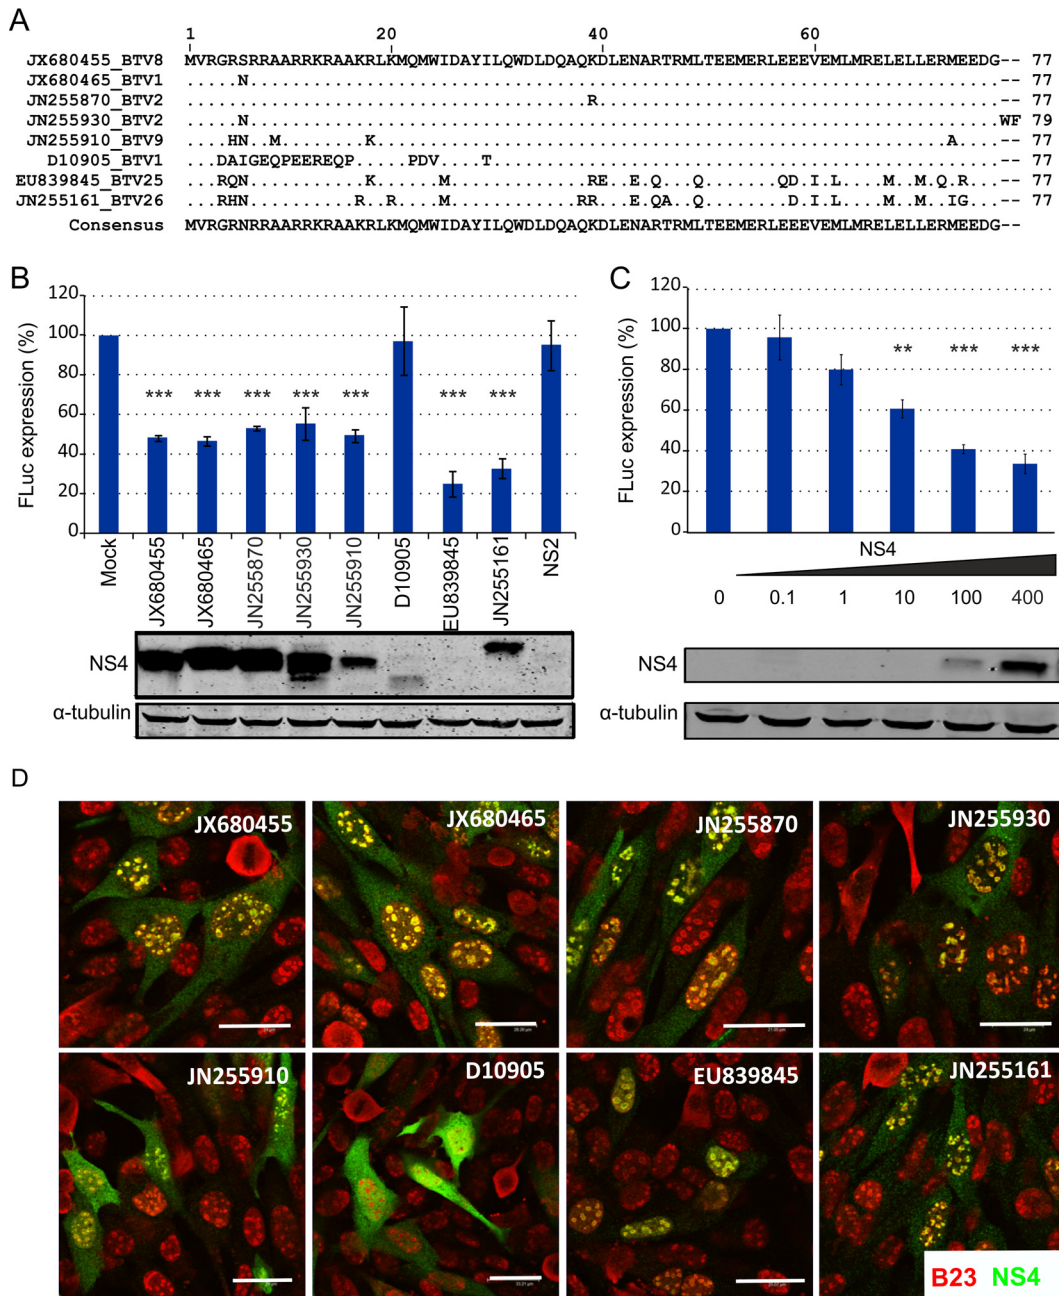 A
1 20 40 60
JX680455_BTV8 MVRGRSRRAARRKRAAKRLKMQMWIDAYILQWDLDQAQKDLENARTRMLTEEMERLEEEVEMLMRELELLERMEEDG-- 77
JX680465_BTV1 .....N.......................................................................-- 77
JN255870_BTV2 ......................................R......................................-- 77
JN255930_BTV2 .....N.......................................................................WF 79
JN255910_BTV9 ....HN..M........K......................................................A....-- 77
D10905_BTV1 ...DAIGEQPEEREQP.....PDV....T................................................-- 77
EU839845_BTV25 ...RQN...........K......M.............RE..E.Q...Q.......QD.I.L....M..M.Q.R...-- 77
JN255161_BTV26 ...RHN..........R..R....M............QR...E.QA..Q........D.I.L....M..M..IG...-- 77
Consensus MVRGRNRRAARRKRAAKRLKMQMWIDAYILQWDLDQAQKDLENARTRMLTEEMERLEEEVEMLMRELELLERMEEDG--
B
FLuc expression (%)
120
100
80
60
40
20
0
*** *** *** *** *** *** ***
Mock JX680455 JX680465 JN255870 JN255930 JN255910 D10905 EU839845 JN255161 NS2
NS4
α-tubulin
C
FLuc expression (%)
120
100
80
60
40
20
0
** *** ***
NS4
0 0.1 1 10 100 400
NS4
α-tubulin
D
JX680455
JX680465
JN255870
JN255930
JN255910
D10905
EU839845
JN255161
B23 NS4